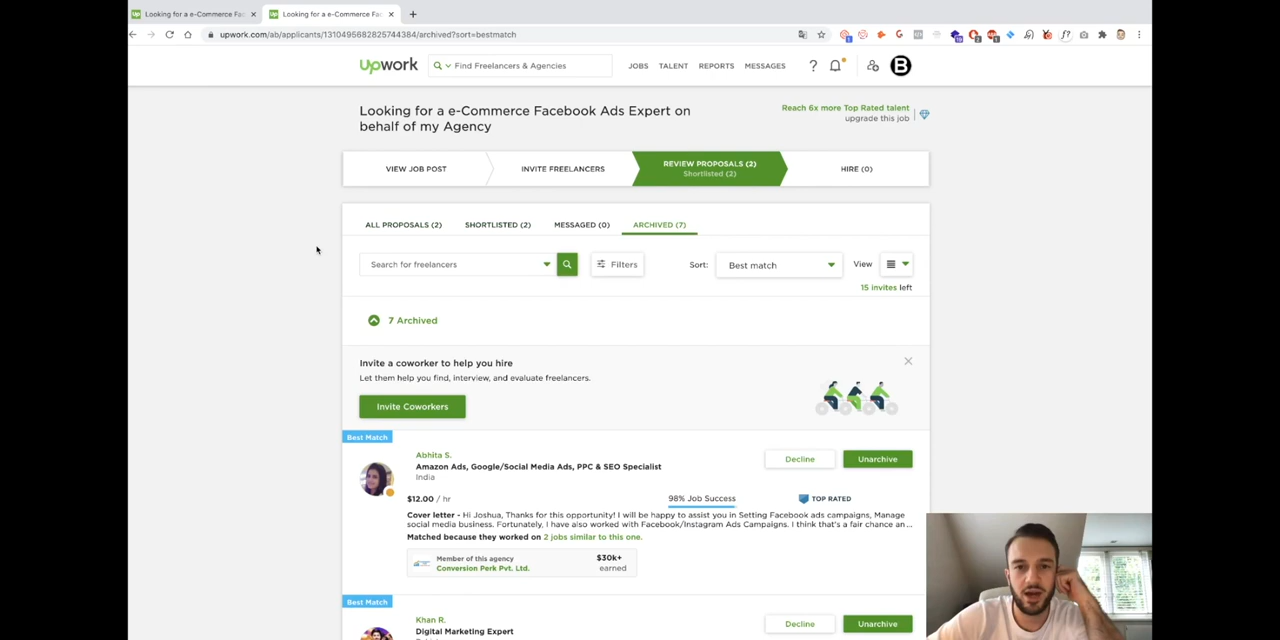 Looking for a e-Commerce Fac
Looking for a e-Commerce Fac
upwork.com/ab/applicants/1310495682825744384/archived?sort=bestmatch
upwork
Find Freelancers & Agencies
JOBS TALENT REPORTS MESSAGES
Looking for a e-Commerce Facebook Ads Expert on
behalf of my Agency
Reach 6x more Top Rated talent
upgrade this job
VIEW JOB POST
INVITE FREELANCERS
REVIEW PROPOSALS (2)
Shortlisted (2)
HIRE (0)
ALL PROPOSALS (2) SHORTLISTED (2) MESSAGED (0) ARCHIVED (7)
Search for freelancers
Filters
Sort: Best match
View
15 invites left
7 Archived
Invite a coworker to help you hire
Let them help you find, interview, and evaluate freelancers.
Invite Coworkers
Best Match
Abhita S.
Amazon Ads, Google/Social Media Ads, PPC & SEO Specialist
India
Decline Unarchive
$12.00 / hr 98% Job Success TOP RATED
Cover letter - Hi Joshua, Thanks for this opportunity! I will be happy to assist you in Setting Facebook ads campaigns, Manage
social media business. Fortunately, I have also worked with Facebook/Instagram Ads Campaigns. I think that's a fair chance an...
Matched because they worked on 2 jobs similar to this one.
Member of this agency
Conversion Perk Pvt. Ltd.
$30k+
earned
Best Match
Khan R.
Digital Marketing Expert
Decline Unarchive